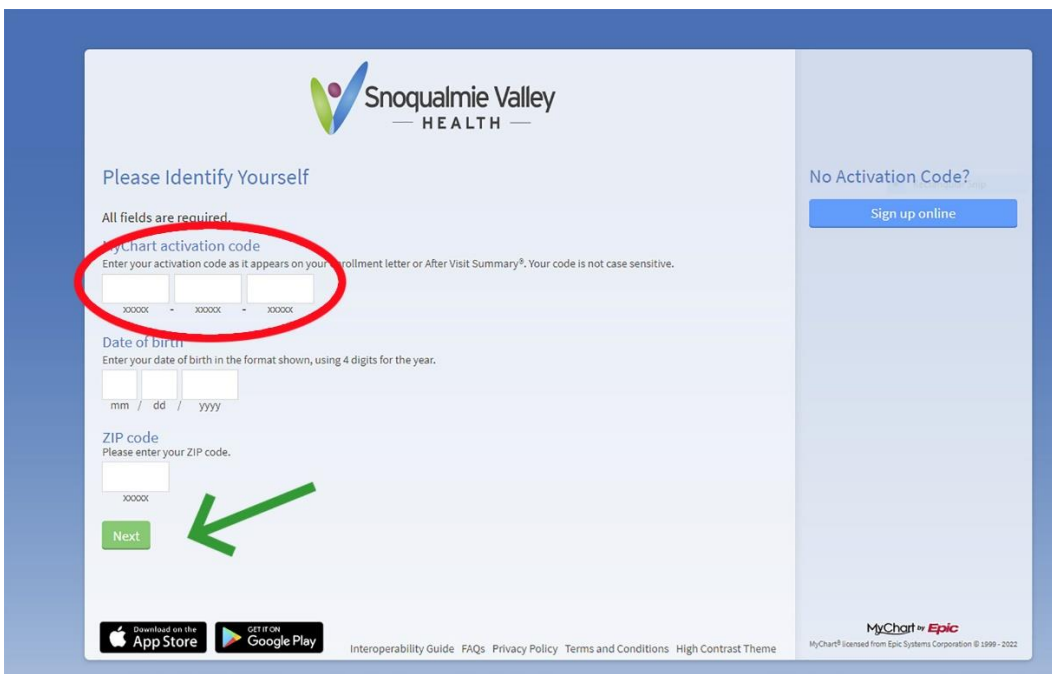 Snoqualmie Valley
HEALTH
Please Identify Yourself
All fields are required.
MyChart activation code
Enter your activation code as it appears on your enrollment letter or After Visit Summary®. Your code is not case sensitive.
xxxxx - xxxxx - xxxxx
Date of birth
Enter your date of birth in the format shown, using 4 digits for the year.
mm / dd / yyyy
ZIP code
Please enter your ZIP code.
xxxxx
Next
No Activation Code?
Sign up online
Download on the
App Store
GET IT ON
Google Play
Interoperability Guide FAQs Privacy Policy Terms and Conditions High Contrast Theme
MyChart by Epic
MyChart® licensed from Epic Systems Corporation © 1999 - 2022